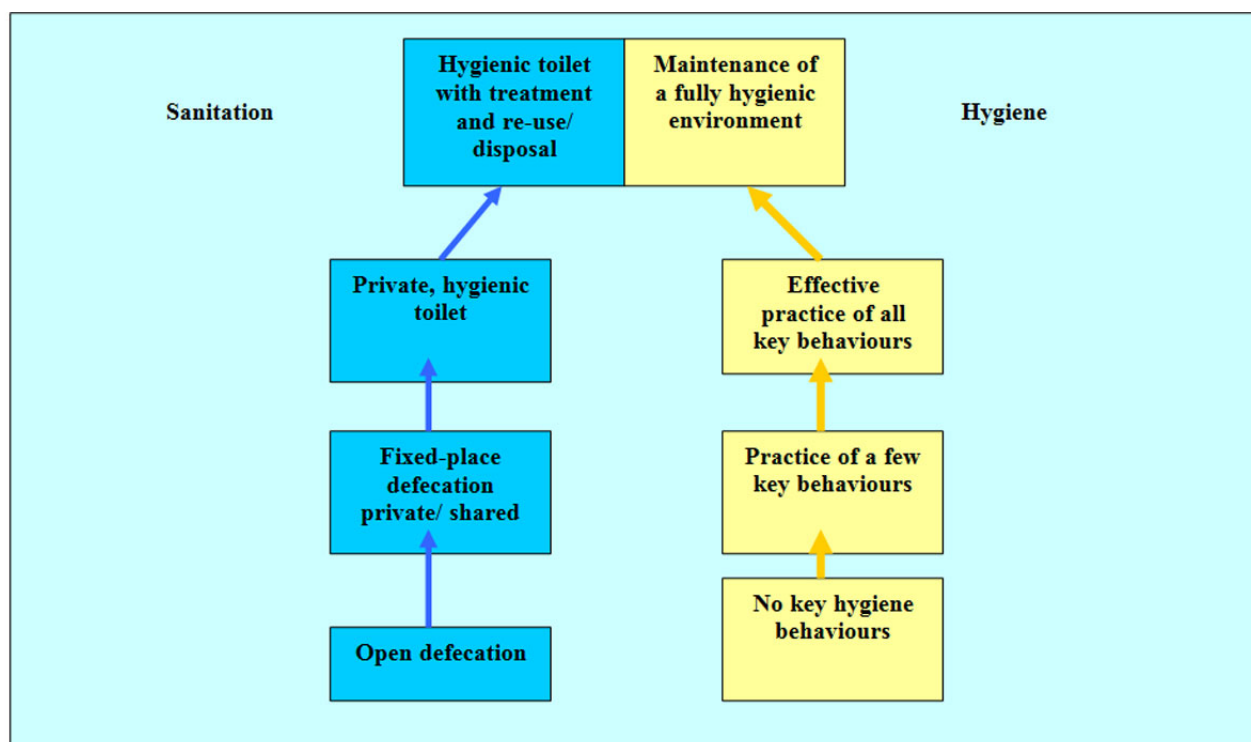 Sanitation
Hygienic toilet
with treatment
and re-use/
disposal
Maintenance of
a fully hygienic
environment
Hygiene
Private, hygienic
toilet
Effective
practice of all
key behaviours
Fixed-place
defecation
private/ shared
Practice of a few
key behaviours
Open defecation
No key hygiene
behaviours